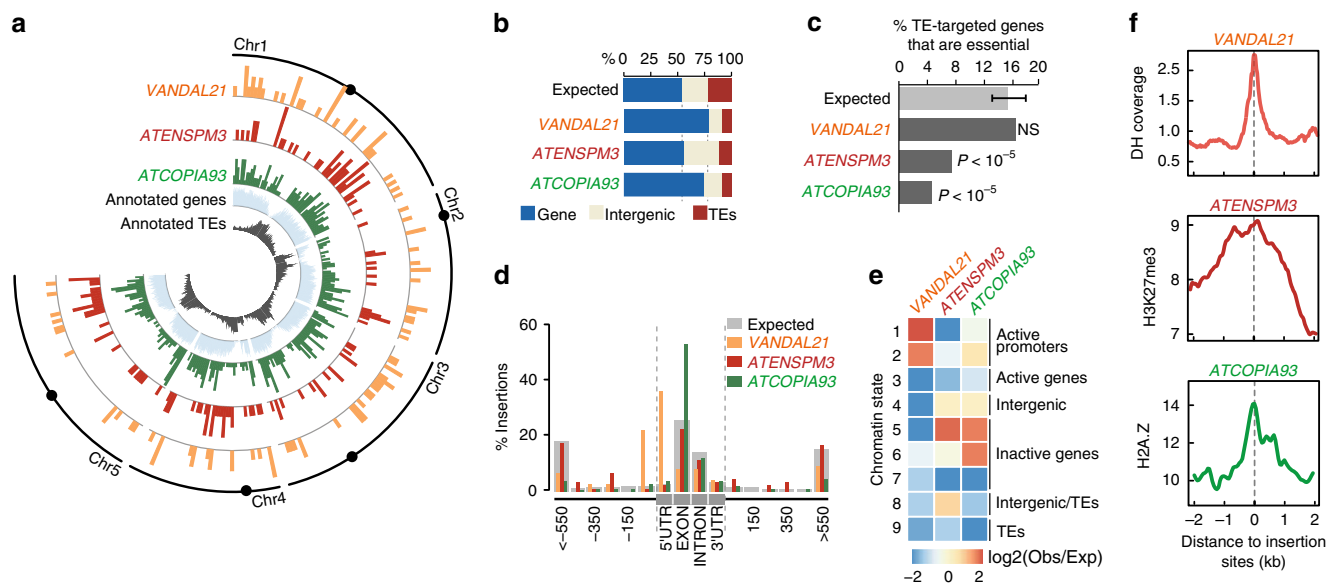 a
Chr1
VANDAL21
ATENSPM3
ATCOPIA93
Annotated genes
Annotated TEs
Chr2
Chr3
Chr4
Chr5
b
% 0 25 50 75 100
Expected
VANDAL21
ATENSPM3
ATCOPIA93
Gene Intergenic TEs
c
% TE-targeted genes
that are essential
0 4 8 12 16 20
Expected
VANDAL21 NS
ATENSPM3 P < 10⁻⁵
ATCOPIA93 P < 10⁻⁵
d
% Insertions
60
40
20
0
Expected
VANDAL21
ATENSPM3
ATCOPIA93
<−550 −350 −150 5′UTR EXON INTRON 3′UTR 150 350 >550
e
VANDAL21 ATENSPM3 ATCOPIA93
Chromatin state
1
2
3
4
5
6
7
8
9
Active
promoters
Active genes
Intergenic
Inactive genes
Intergenic/TEs
TEs
log2(Obs/Exp)
−2 0 2
f
VANDAL21
DH coverage
2.5
1.0
0.5
ATENSPM3
H3K27me3
9
8
7
ATCOPIA93
H2A.Z
14
12
10
−2 −1 0 1 2
Distance to insertion
sites (kb)